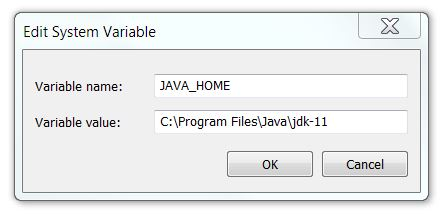 Edit System Variable
Variable name: JAVA_HOME
Variable value: C:\Program Files\Java\jdk-11
OK Cancel